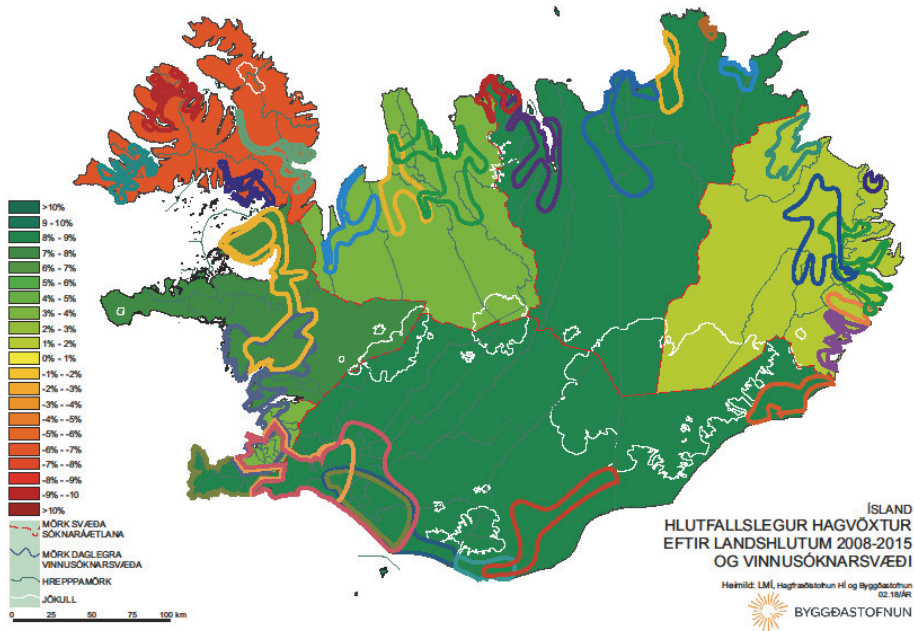 >10%
9 - 10%
8% - 9%
7% - 8%
6% - 7%
5% - 6%
4% - 5%
3% - 4%
2% - 3%
1% - 2%
0% - 1%
-1% - -2%
-2% - -3%
-3% - -4%
-4% - -5%
-5% - -6%
-6% - -7%
-7% - -8%
-8% - -9%
-9% - -10
>10%
MÖRK SVÆÐA
SÓKNARÁÆTLANA
MÖRK DAGLEGRA
VINNUSÓKNARSVÆÐA
HREPPAMÖRK
JÖKULL
0 25 50 75 100 km
ÍSLAND
HLUTFALLSLEGUR HAGVÖXTUR
EFTIR LANDSHLUTUM 2008-2015
OG VINNUSÓKNARSVÆÐI
Heimild: LMÍ, Hagfræðistofnun HÍ og Byggðastofnun
02.18/ÁR
BYGGÐASTOFNUN